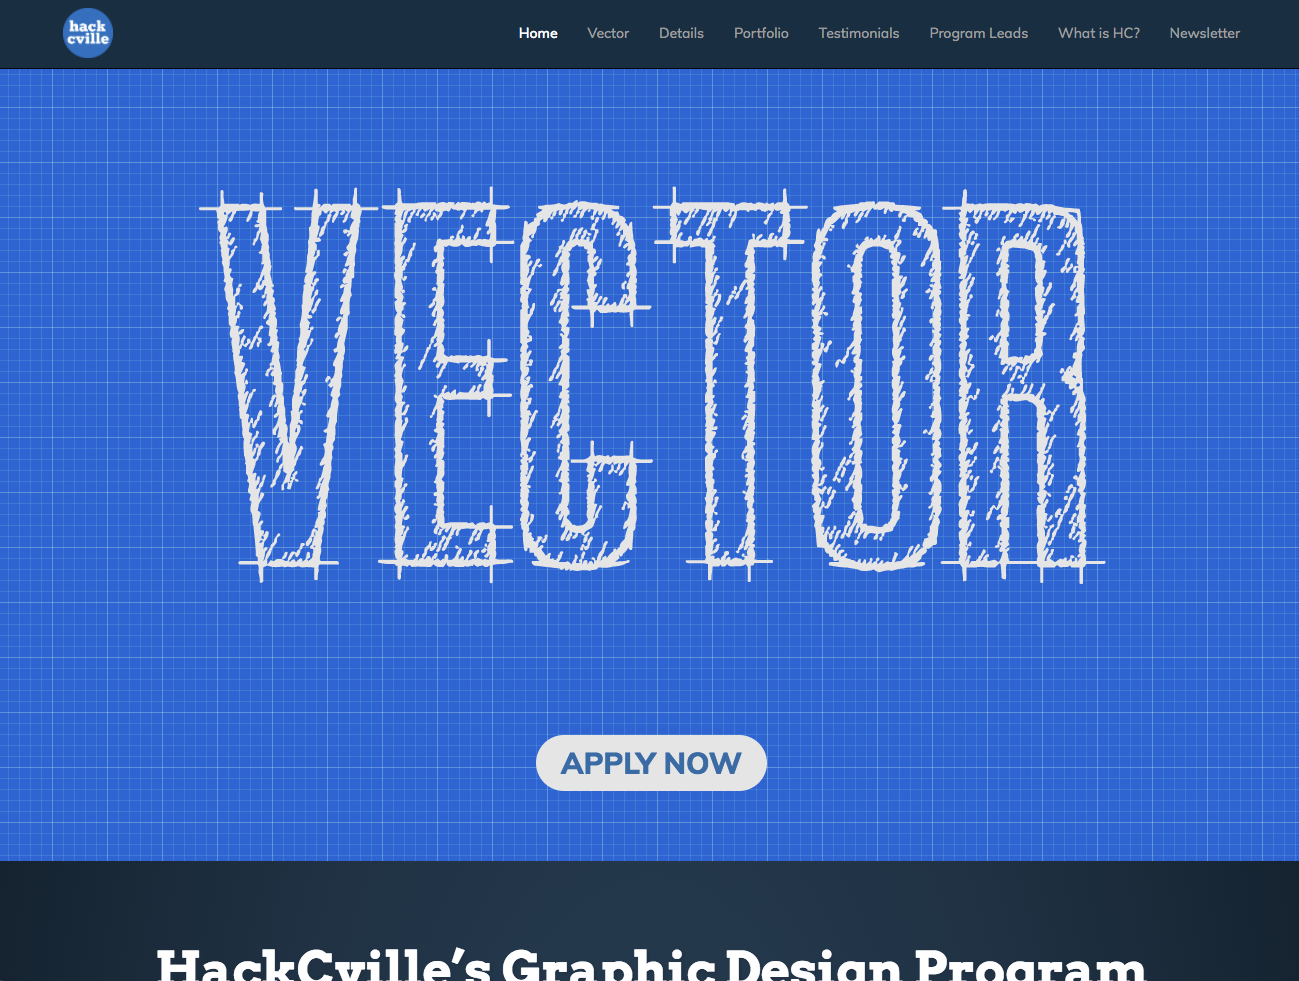 hack
cville
Home Vector Details Portfolio Testimonials Program Leads What is HC? Newsletter
VECTOR
APPLY NOW
HackCville's Graphic Design Program